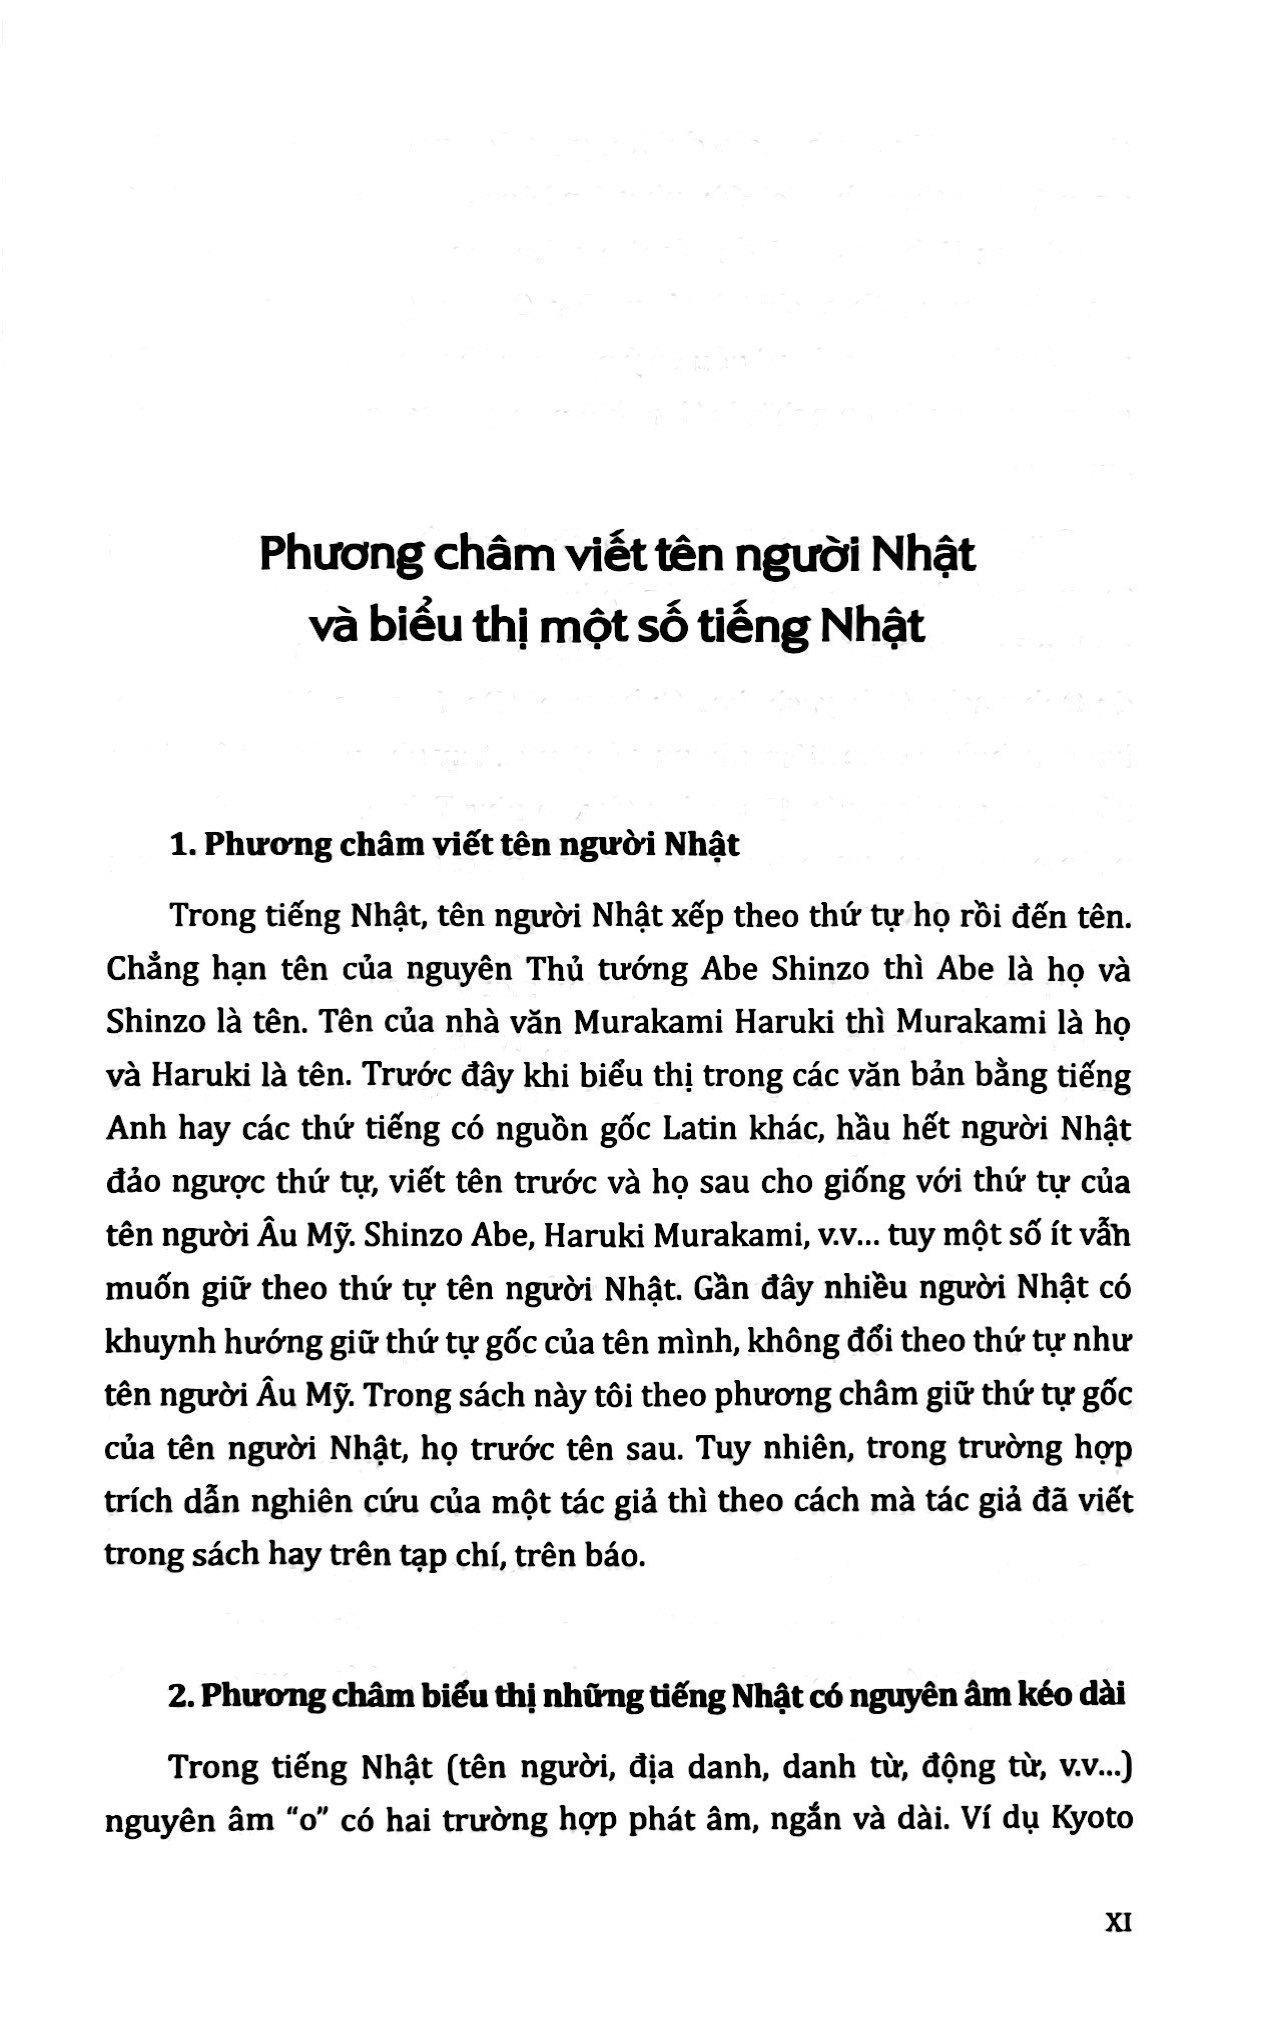 Phương châm viết tên người Nhật
và biểu thị một số tiếng Nhật
1. Phương châm viết tên người Nhật
Trong tiếng Nhật, tên người Nhật xếp theo thứ tự họ rồi đến tên.
Chẳng hạn tên của nguyên Thủ tướng Abe Shinzo thì Abe là họ và
Shinzo là tên. Tên của nhà văn Murakami Haruki thì Murakami là họ
và Haruki là tên. Trước đây khi biểu thị trong các văn bản bằng tiếng
Anh hay các thứ tiếng có nguồn gốc Latin khác, hầu hết người Nhật
đảo ngược thứ tự, viết tên trước và họ sau cho giống với thứ tự của
tên người Âu Mỹ. Shinzo Abe, Haruki Murakami, v.v... tuy một số ít vẫn
muốn giữ theo thứ tự tên người Nhật. Gần đây nhiều người Nhật có
khuynh hướng giữ thứ tự gốc của tên mình, không đổi theo thứ tự như
tên người Âu Mỹ. Trong sách này tôi theo phương châm giữ thứ tự gốc
của tên người Nhật, họ trước tên sau. Tuy nhiên, trong trường hợp
trích dẫn nghiên cứu của một tác giả thì theo cách mà tác giả đã viết
trong sách hay trên tạp chí, trên báo.
2. Phương châm biểu thị những tiếng Nhật có nguyên âm kéo dài
Trong tiếng Nhật (tên người, địa danh, danh từ, động từ, v.v...)
nguyên âm “o” có hai trường hợp phát âm, ngắn và dài. Ví dụ Kyoto
XI